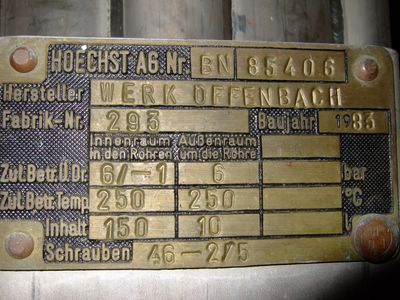 HOECHST AG. Nr. BN 85406
Hersteller WERK OFFENBACH
Fabrik-Nr. 293 Baujahr 1983
Innenraum Außenraum
in den Röhren um die Rohre
Zul.Betr.Ü.Dr. 6/-1 6 bar
Zul.Betr.Temp 250 250 °C
Inhalt 150 10 l
Schrauben 46-2/5